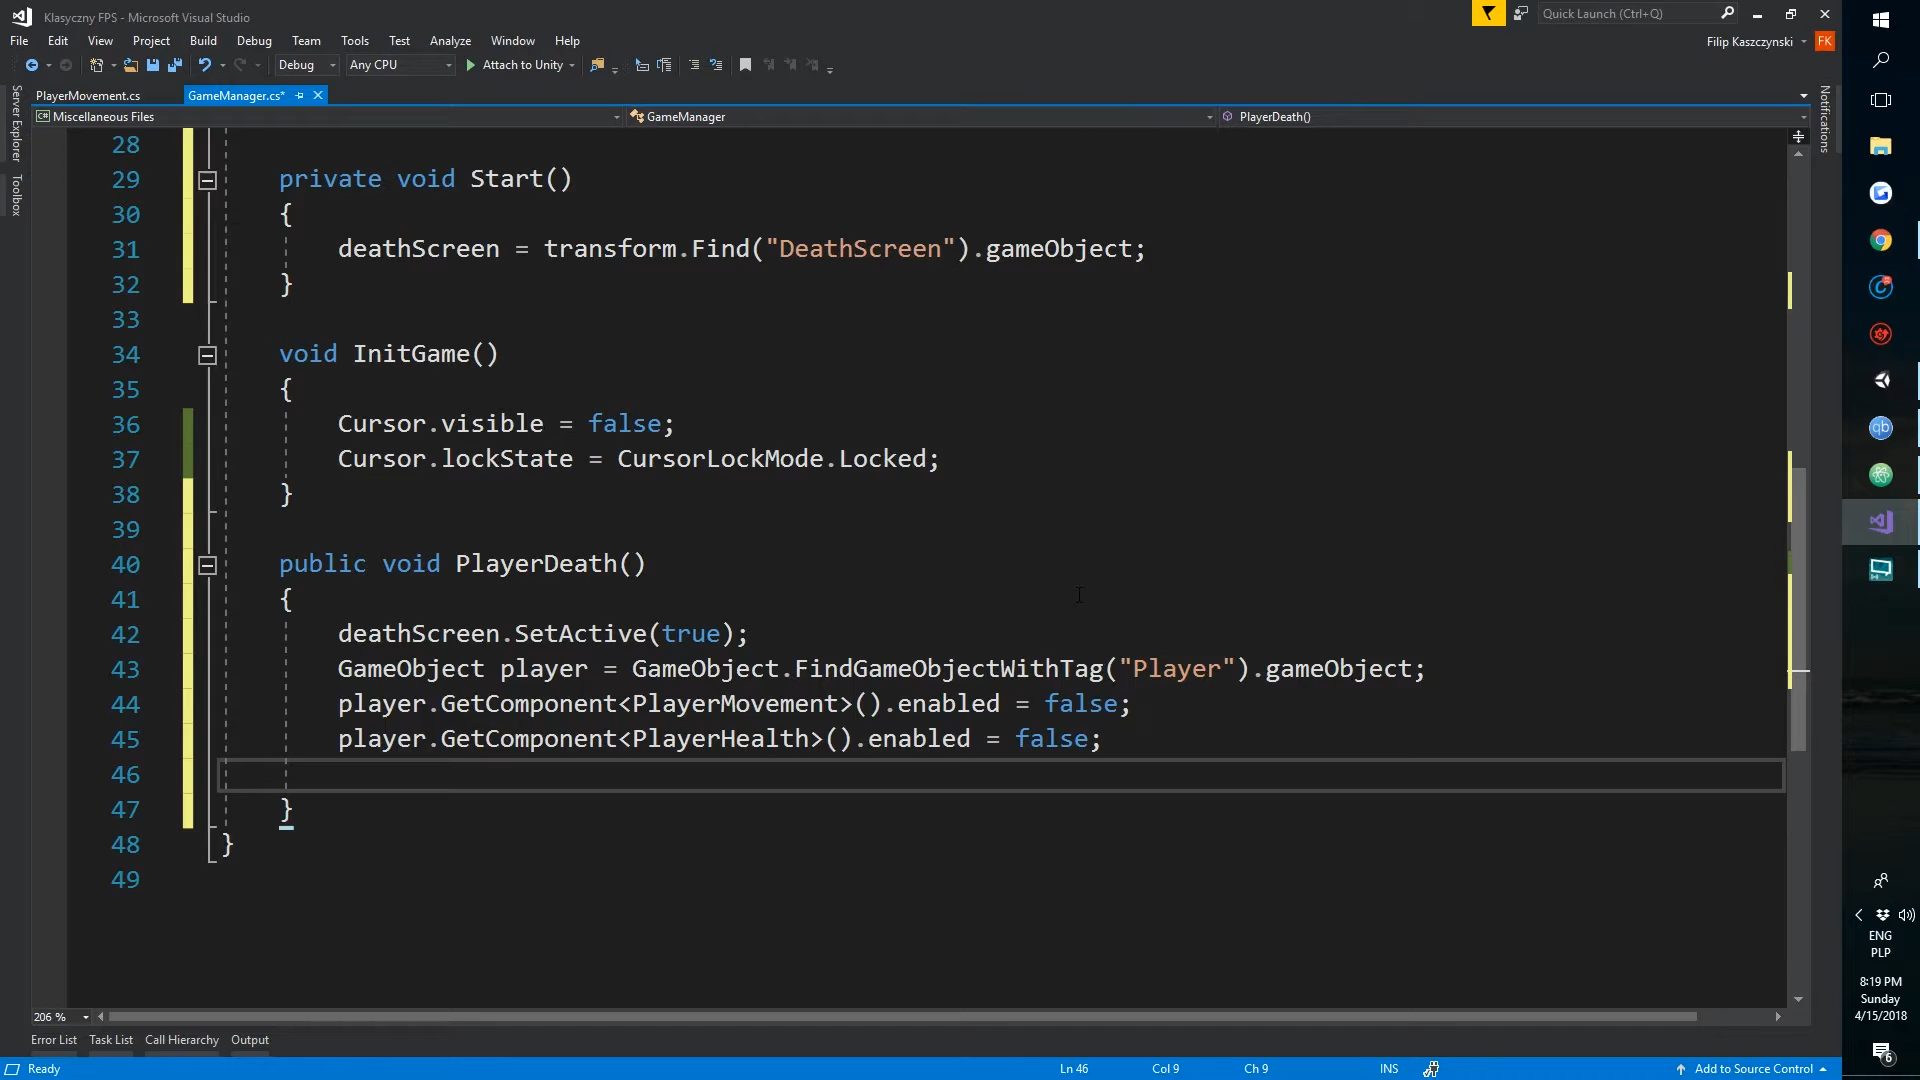 Klasyczny FPS - Microsoft Visual Studio
Quick Launch (Ctrl+Q)
File Edit View Project Build Debug Team Tools Test Analyze Window Help
Filip Kaszczynski FK
Debug Any CPU Attach to Unity
Server Explorer
Toolbox
Notifications
PlayerMovement.cs GameManager.cs*
C# Miscellaneous Files GameManager PlayerDeath()
28
29 private void Start()
30 {
31 deathScreen = transform.Find("DeathScreen").gameObject;
32 }
33
34 void InitGame()
35 {
36 Cursor.visible = false;
37 Cursor.lockState = CursorLockMode.Locked;
38 }
39
40 public void PlayerDeath()
41 {
42 deathScreen.SetActive(true);
43 GameObject player = GameObject.FindGameObjectWithTag("Player").gameObject;
44 player.GetComponent<PlayerMovement>().enabled = false;
45 player.GetComponent<PlayerHealth>().enabled = false;
46
47 }
48 }
49
206 %
Error List Task List Call Hierarchy Output
Ready Ln 46 Col 9 Ch 9 INS Add to Source Control
qb
ENG
PLP
8:19 PM
Sunday
4/15/2018
6